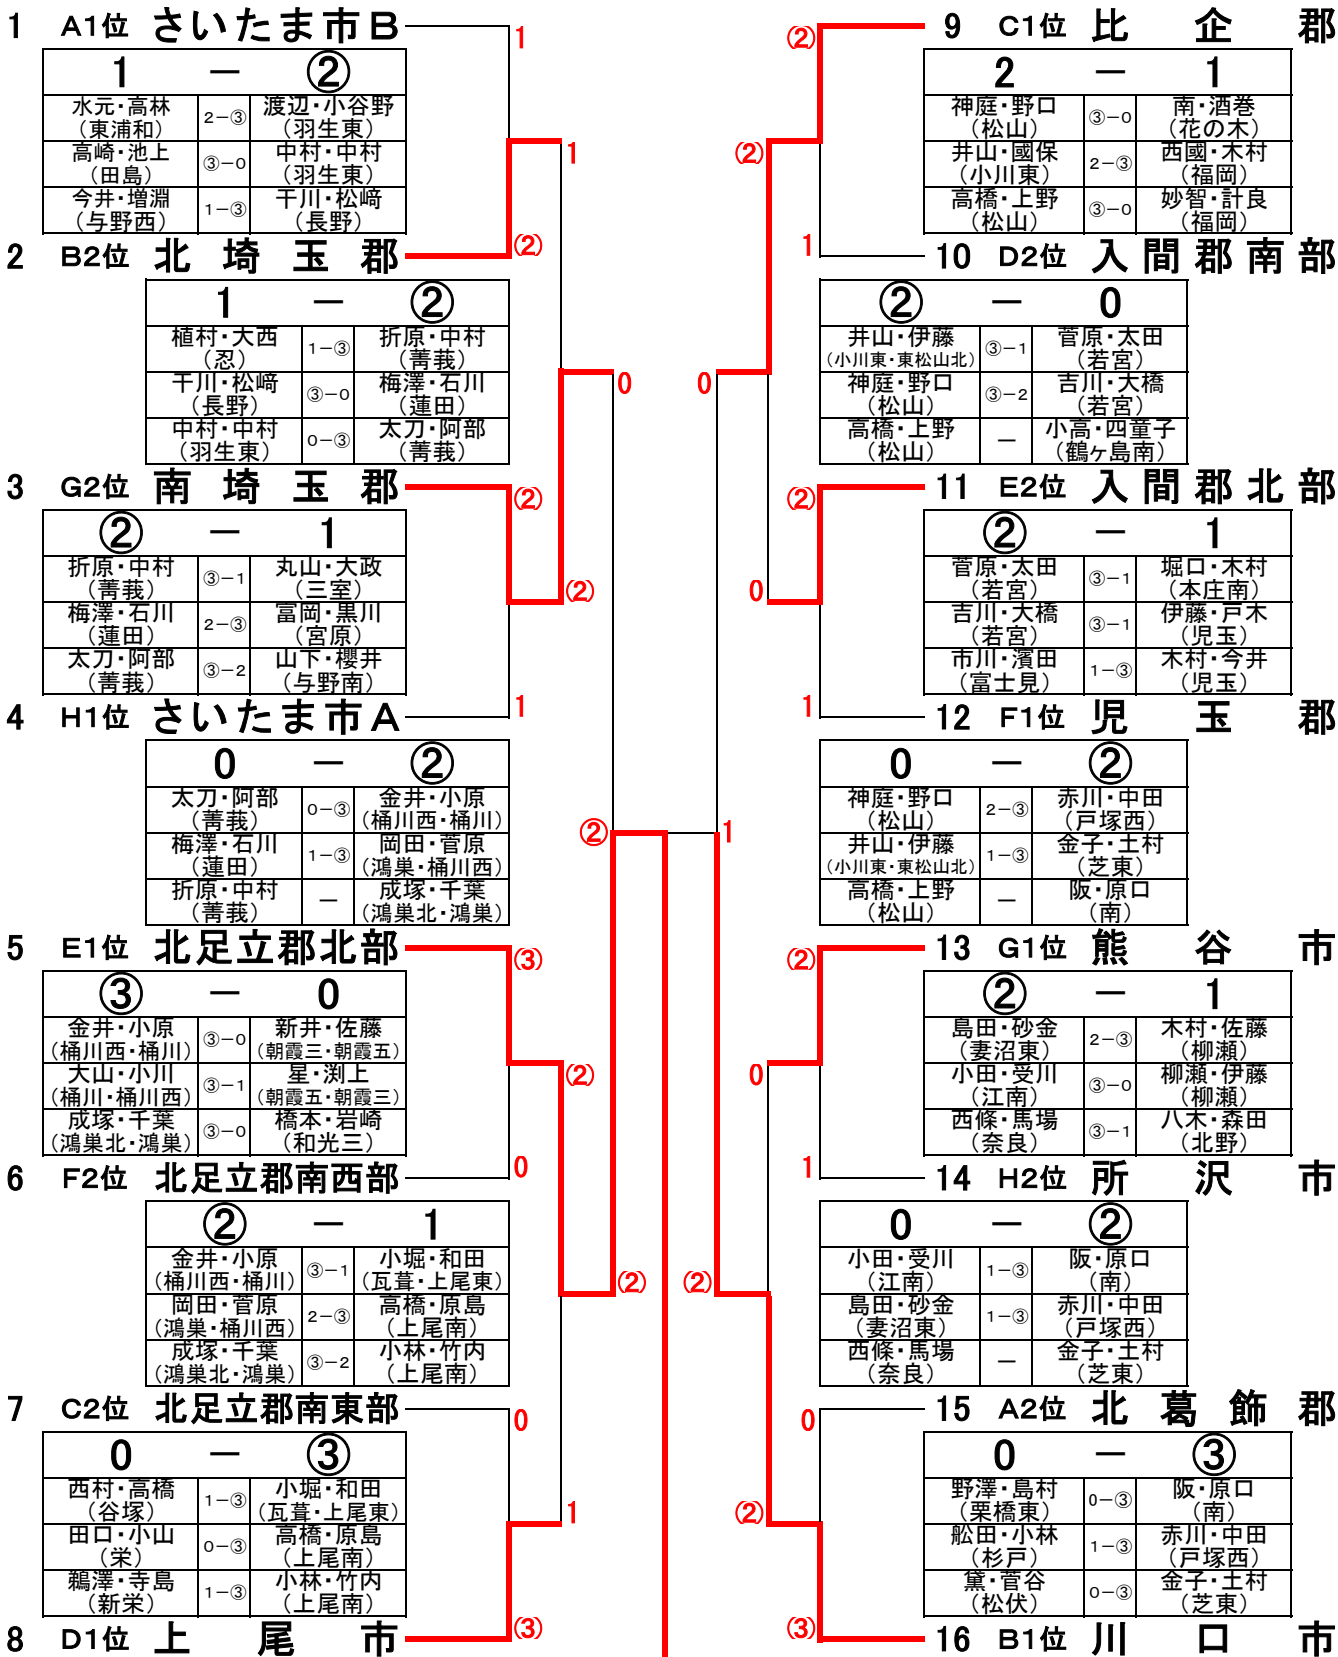 1 A1位 さいたま市B
1 － ②
水元・高林 2－③ 渡辺・小谷野
（東浦和） （羽生東）
高崎・池上 ③－0 中村・中村
（田島） （羽生東）
今井・増淵 1－③ 干川・松﨑
（与野西） （長野）
2 B2位 北埼玉郡
1 － ②
植村・大西 1－③ 折原・中村
（忍） （菁莪）
干川・松﨑 ③－0 梅澤・石川
（長野） （蓮田）
中村・中村 0－③ 太刀・阿部
（羽生東） （菁莪）
3 G2位 南埼玉郡
② － 1
折原・中村 ③－1 丸山・大政
（菁莪） （三室）
梅澤・石川 2－③富岡・黒川
（蓮田） （宮原）
太刀・阿部 ③－2 山下・櫻井
（菁莪） （与野南）
4 H1位 さいたま市A
0 － ②
太刀・阿部 0－③ 金井・小原
（菁莪） （桶川西・桶川）
梅澤・石川 1－③ 岡田・菅原
（蓮田） （鴻巣・桶川西）
折原・中村 － 成塚・千葉
（菁莪） （鴻巣北・鴻巣）
5 E1位 北足立郡北部
③ － 0
金井・小原 ③－0 新井・佐藤
（桶川西・桶川） （朝霞三・朝霞五）
大山・小川 ③－1 星・渕上
（桶川・桶川西） （朝霞五・朝霞三）
成塚・千葉 ③－0 橋本・岩崎
（鴻巣北・鴻巣） （和光三）
6 F2位 北足立郡南西部
② － 1
金井・小原 ③－1 小堀・和田
（桶川西・桶川） （瓦葺・上尾東）
岡田・菅原 2－③ 高橋・原島
（鴻巣・桶川西） （上尾南）
成塚・千葉 ③－2 小林・竹内
（鴻巣北・鴻巣） （上尾南）
7 C2位 北足立郡南東部
0 － ③
西村・高橋 1－③ 小堀・和田
（谷塚） （瓦葺・上尾東）
田口・小山 0－③ 高橋・原島
（栄） （上尾南）
鵜澤・寺島 1－③ 小林・竹内
（新栄） （上尾南）
8 D1位 上尾市
1
(2)
1
(2)
1
(2)
0
(3)
0
(2)
0
1
(3)
(2)
②
9 C1位 比企郡
2 － 1
神庭・野口 ③－0 南・酒巻
（松山） （花の木）
井山・國保 2－③ 西國・木村
（小川東） （福岡）
高橋・上野 ③－0 妙智・計良
（松山） （福岡）
10 D2位 入間郡南部
② － 0
井山・伊藤 ③－1 菅原・太田
（小川東・東松山北） （若宮）
神庭・野口 ③－2 吉川・大橋
（松山） （若宮）
高橋・上野 － 小高・四童子
（松山） （鶴ヶ島南）
11 E2位 入間郡北部
② － 1
菅原・太田 ③－1 堀口・木村
（若宮） （本庄南）
吉川・大橋 ③－1 伊藤・戸木
（若宮） （児玉）
市川・濱田 1－③ 木村・今井
（富士見） （児玉）
12 F1位 児玉郡
0 － ②
神庭・野口 2－③ 赤川・中田
（松山） （戸塚西）
井山・伊藤 1－③ 金子・土村
（小川東・東松山北） （芝東）
高橋・上野 － 阪・原口
（松山） （南）
13 G1位 熊谷市
② － 1
島田・砂金 2－③ 木村・佐藤
（妻沼東） （柳瀬）
小田・受川 ③－0 柳瀬・伊藤
（江南） （柳瀬）
西條・馬場 ③－1 八木・森田
（奈良） （北野）
14 H2位 所沢市
0 － ②
小田・受川 1－③ 阪・原口
（江南） （南）
島田・砂金 1－③ 赤川・中田
（妻沼東） （戸塚西）
西條・馬場 － 金子・土村
（奈良） （芝東）
15 A2位 北葛飾郡
0 － ③
野澤・島村 0－③ 阪・原口
（栗橋東） （南）
舩田・小林 1－③ 赤川・中田
（杉戸） （戸塚西）
黛・菅谷 0－③ 金子・土村
（松伏） （芝東）
16 B1位 川口市
(2)
(2)
1
0
(2)
0
1
1
(2)
0
1
(2)
0
(2)
(3)